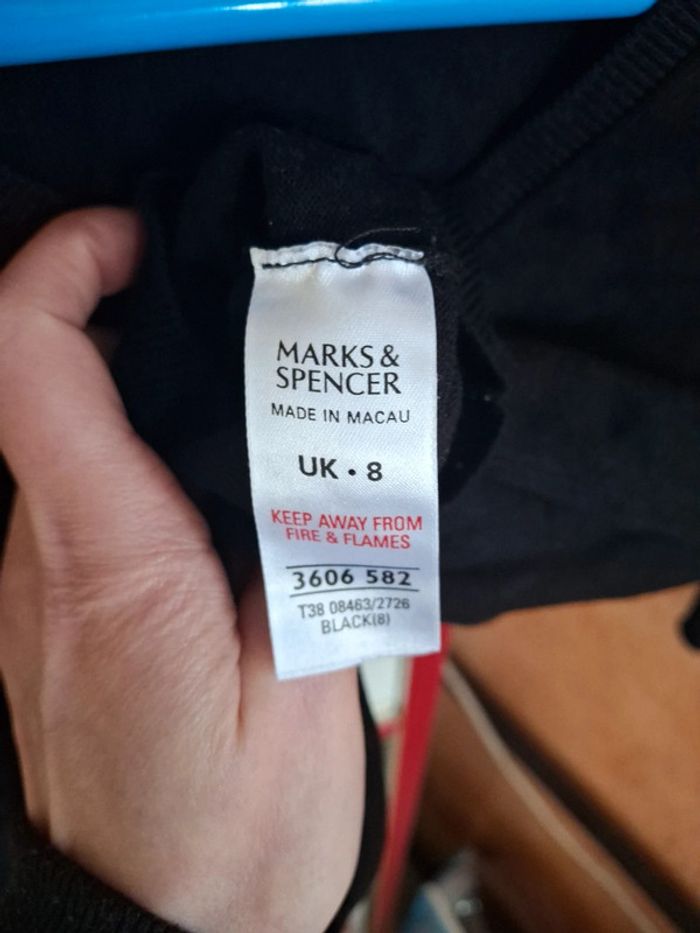 MARKS &
SPENCER
MADE IN MACAU
UK • 8
KEEP AWAY FROM
FIRE & FLAMES
3606 582
T38 08463/2726
BLACK(8)